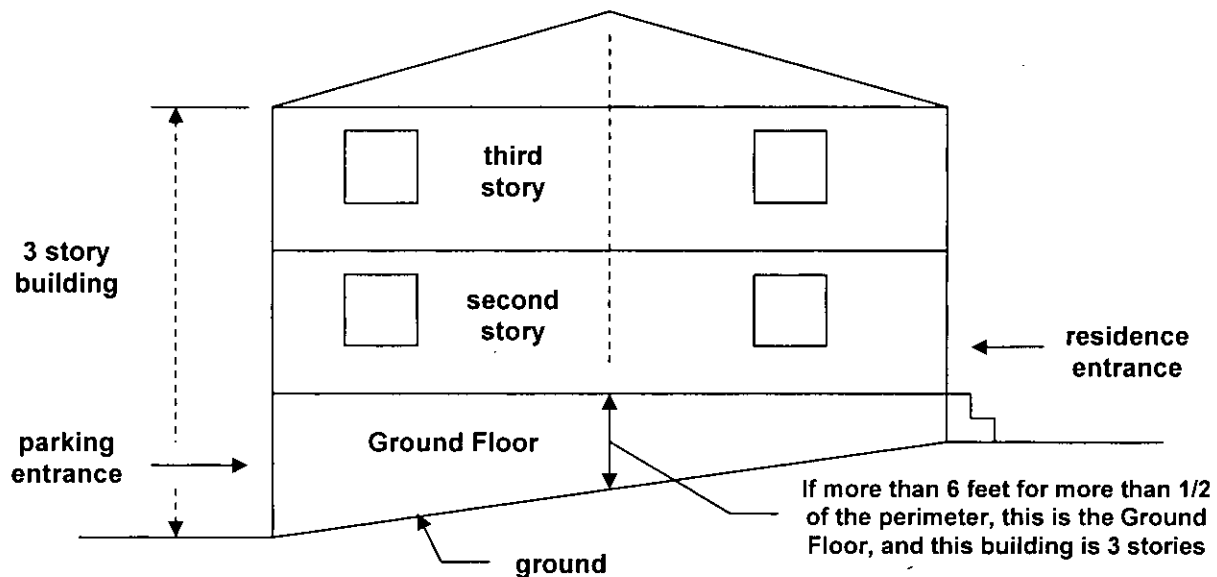 third
story
3 story
building
second
story
residence
entrance
parking
entrance
Ground Floor
If more than 6 feet for more than 1/2
of the perimeter, this is the Ground
Floor, and this building is 3 stories
ground